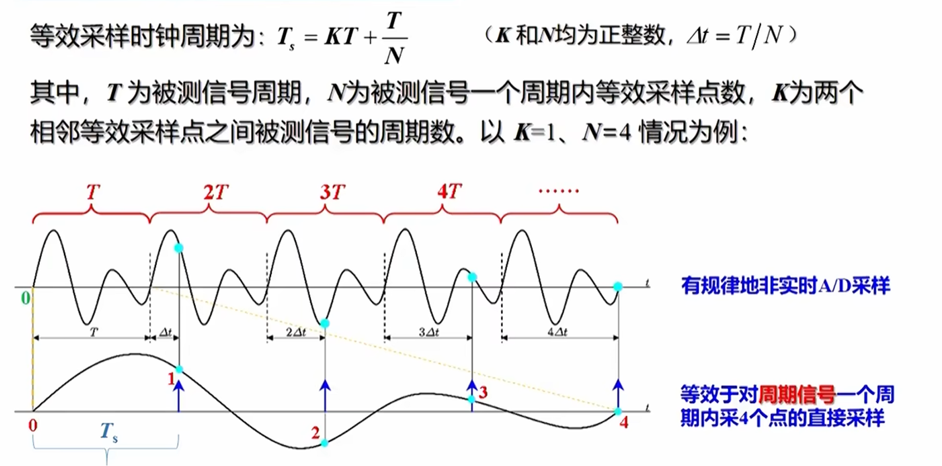 等效采样时钟周期为：T_s = KT + T/N （K 和N均为正整数，Δt = T/N）
其中，T 为被测信号周期，N为被测信号一个周期内等效采样点数，K为两个
相邻等效采样点之间被测信号的周期数。以 K=1、N=4 情况为例：
T 2T 3T 4T ······
0 t
有规律地非实时A/D采样
T Δt 2Δt 3Δt 4Δt
1 3
等效于对周期信号一个周
期内采4个点的直接采样
t
0 2 4
Ts